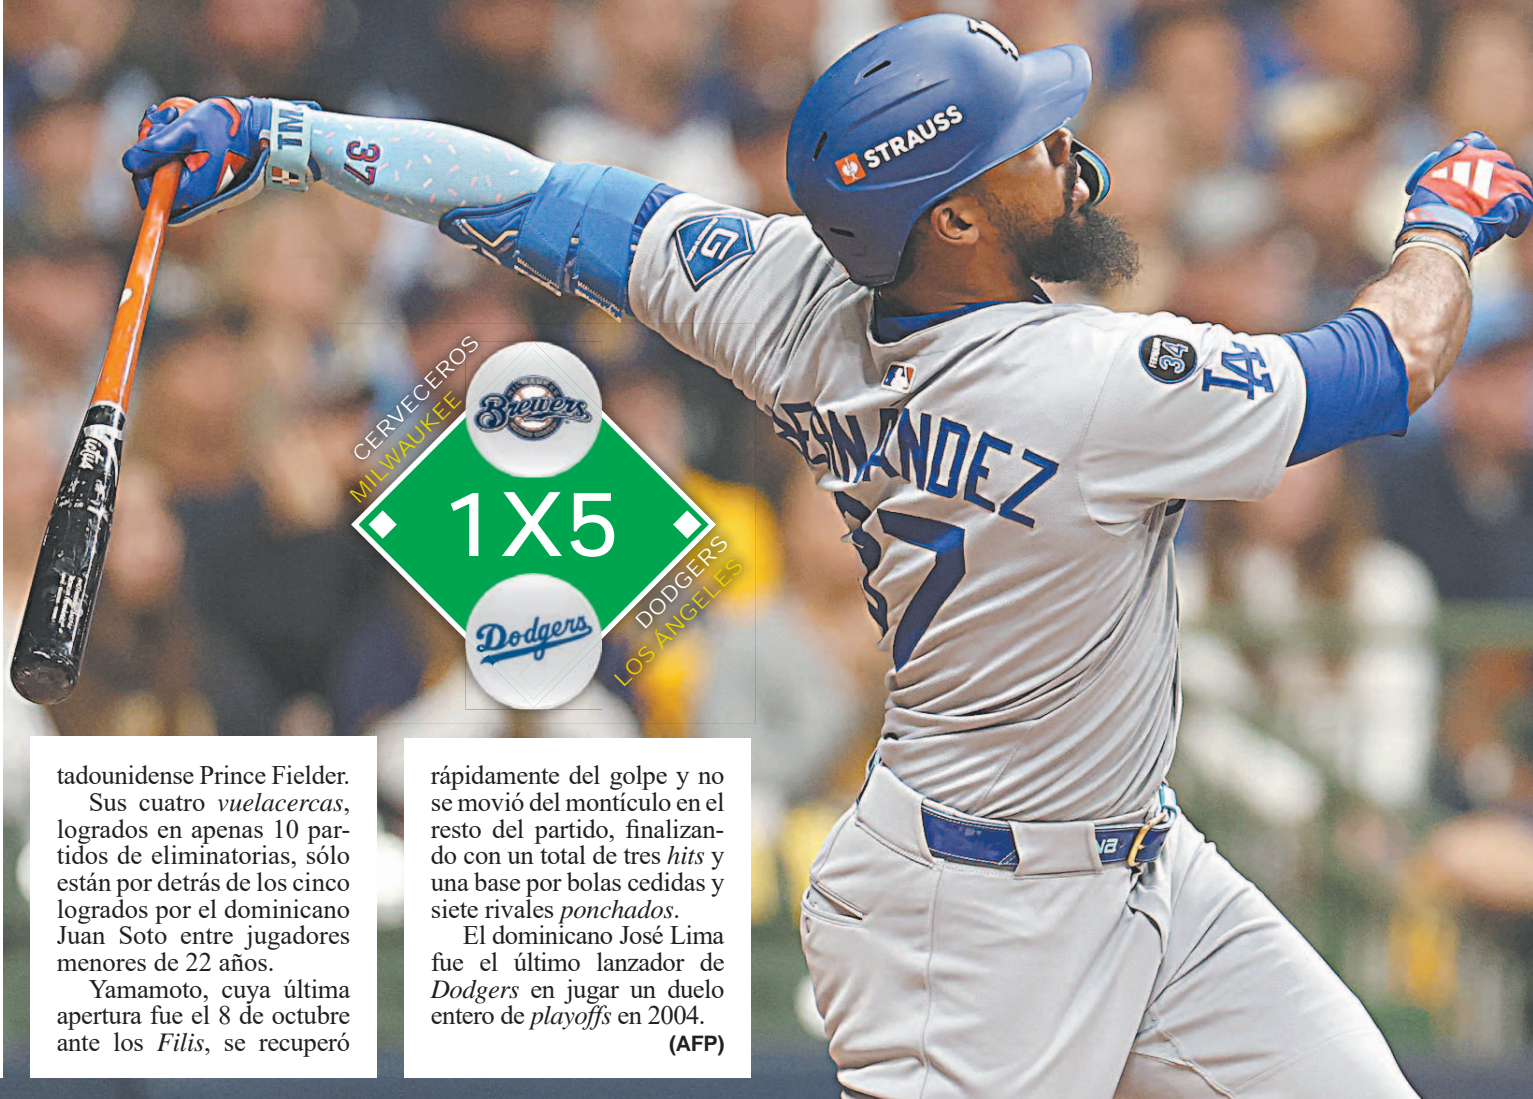 TM
37
STRAUSS
FERNANDO
34
LA
HERNANDEZ
37
CERVECEROS
MILWAUKEE
MILWAUKEE
Brewers
1X5
Dodgers
DODGERS
LOS ÁNGELES
tadounidense Prince Fielder.
Sus cuatro vuelacercas,
logrados en apenas 10 par-
tidos de eliminatorias, sólo
están por detrás de los cinco
logrados por el dominicano
Juan Soto entre jugadores
menores de 22 años.
Yamamoto, cuya última
apertura fue el 8 de octubre
ante los Filis, se recuperó
rápidamente del golpe y no
se movió del montículo en el
resto del partido, finalizan-
do con un total de tres hits y
una base por bolas cedidas y
siete rivales ponchados.
El dominicano José Lima
fue el último lanzador de
Dodgers en jugar un duelo
entero de playoffs en 2004.
(AFP)